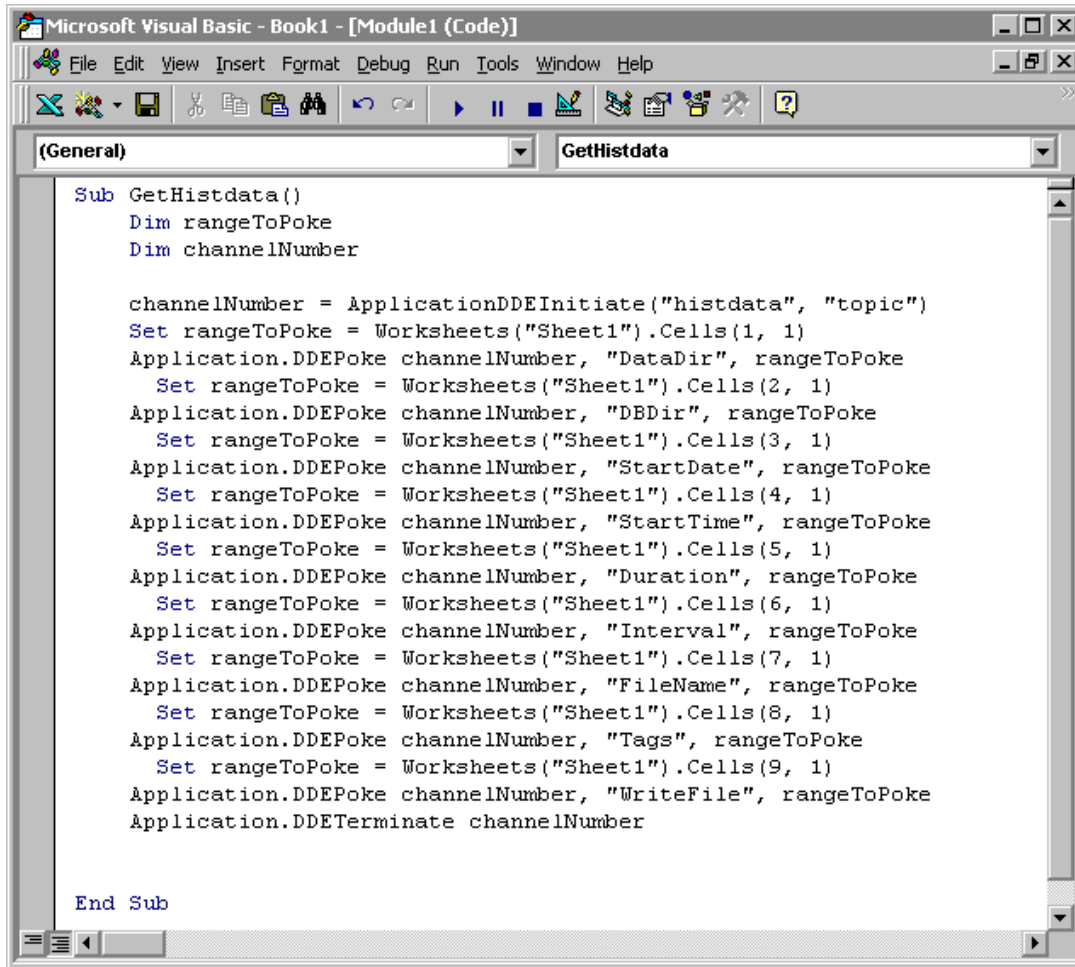 Microsoft Visual Basic - Book1 - [Module1 (Code)]
File Edit View Insert Format Debug Run Tools Window Help
(General) GetHistdata
Sub GetHistdata()
Dim rangeToPoke
Dim channelNumber
channelNumber = ApplicationDDEInitiate("histdata", "topic")
Set rangeToPoke = Worksheets("Sheet1").Cells(1, 1)
Application.DDEPoke channelNumber, "DataDir", rangeToPoke
Set rangeToPoke = Worksheets("Sheet1").Cells(2, 1)
Application.DDEPoke channelNumber, "DBDir", rangeToPoke
Set rangeToPoke = Worksheets("Sheet1").Cells(3, 1)
Application.DDEPoke channelNumber, "StartDate", rangeToPoke
Set rangeToPoke = Worksheets("Sheet1").Cells(4, 1)
Application.DDEPoke channelNumber, "StartTime", rangeToPoke
Set rangeToPoke = Worksheets("Sheet1").Cells(5, 1)
Application.DDEPoke channelNumber, "Duration", rangeToPoke
Set rangeToPoke = Worksheets("Sheet1").Cells(6, 1)
Application.DDEPoke channelNumber, "Interval", rangeToPoke
Set rangeToPoke = Worksheets("Sheet1").Cells(7, 1)
Application.DDEPoke channelNumber, "FileName", rangeToPoke
Set rangeToPoke = Worksheets("Sheet1").Cells(8, 1)
Application.DDEPoke channelNumber, "Tags", rangeToPoke
Set rangeToPoke = Worksheets("Sheet1").Cells(9, 1)
Application.DDEPoke channelNumber, "WriteFile", rangeToPoke
Application.DDETerminate channelNumber
End Sub